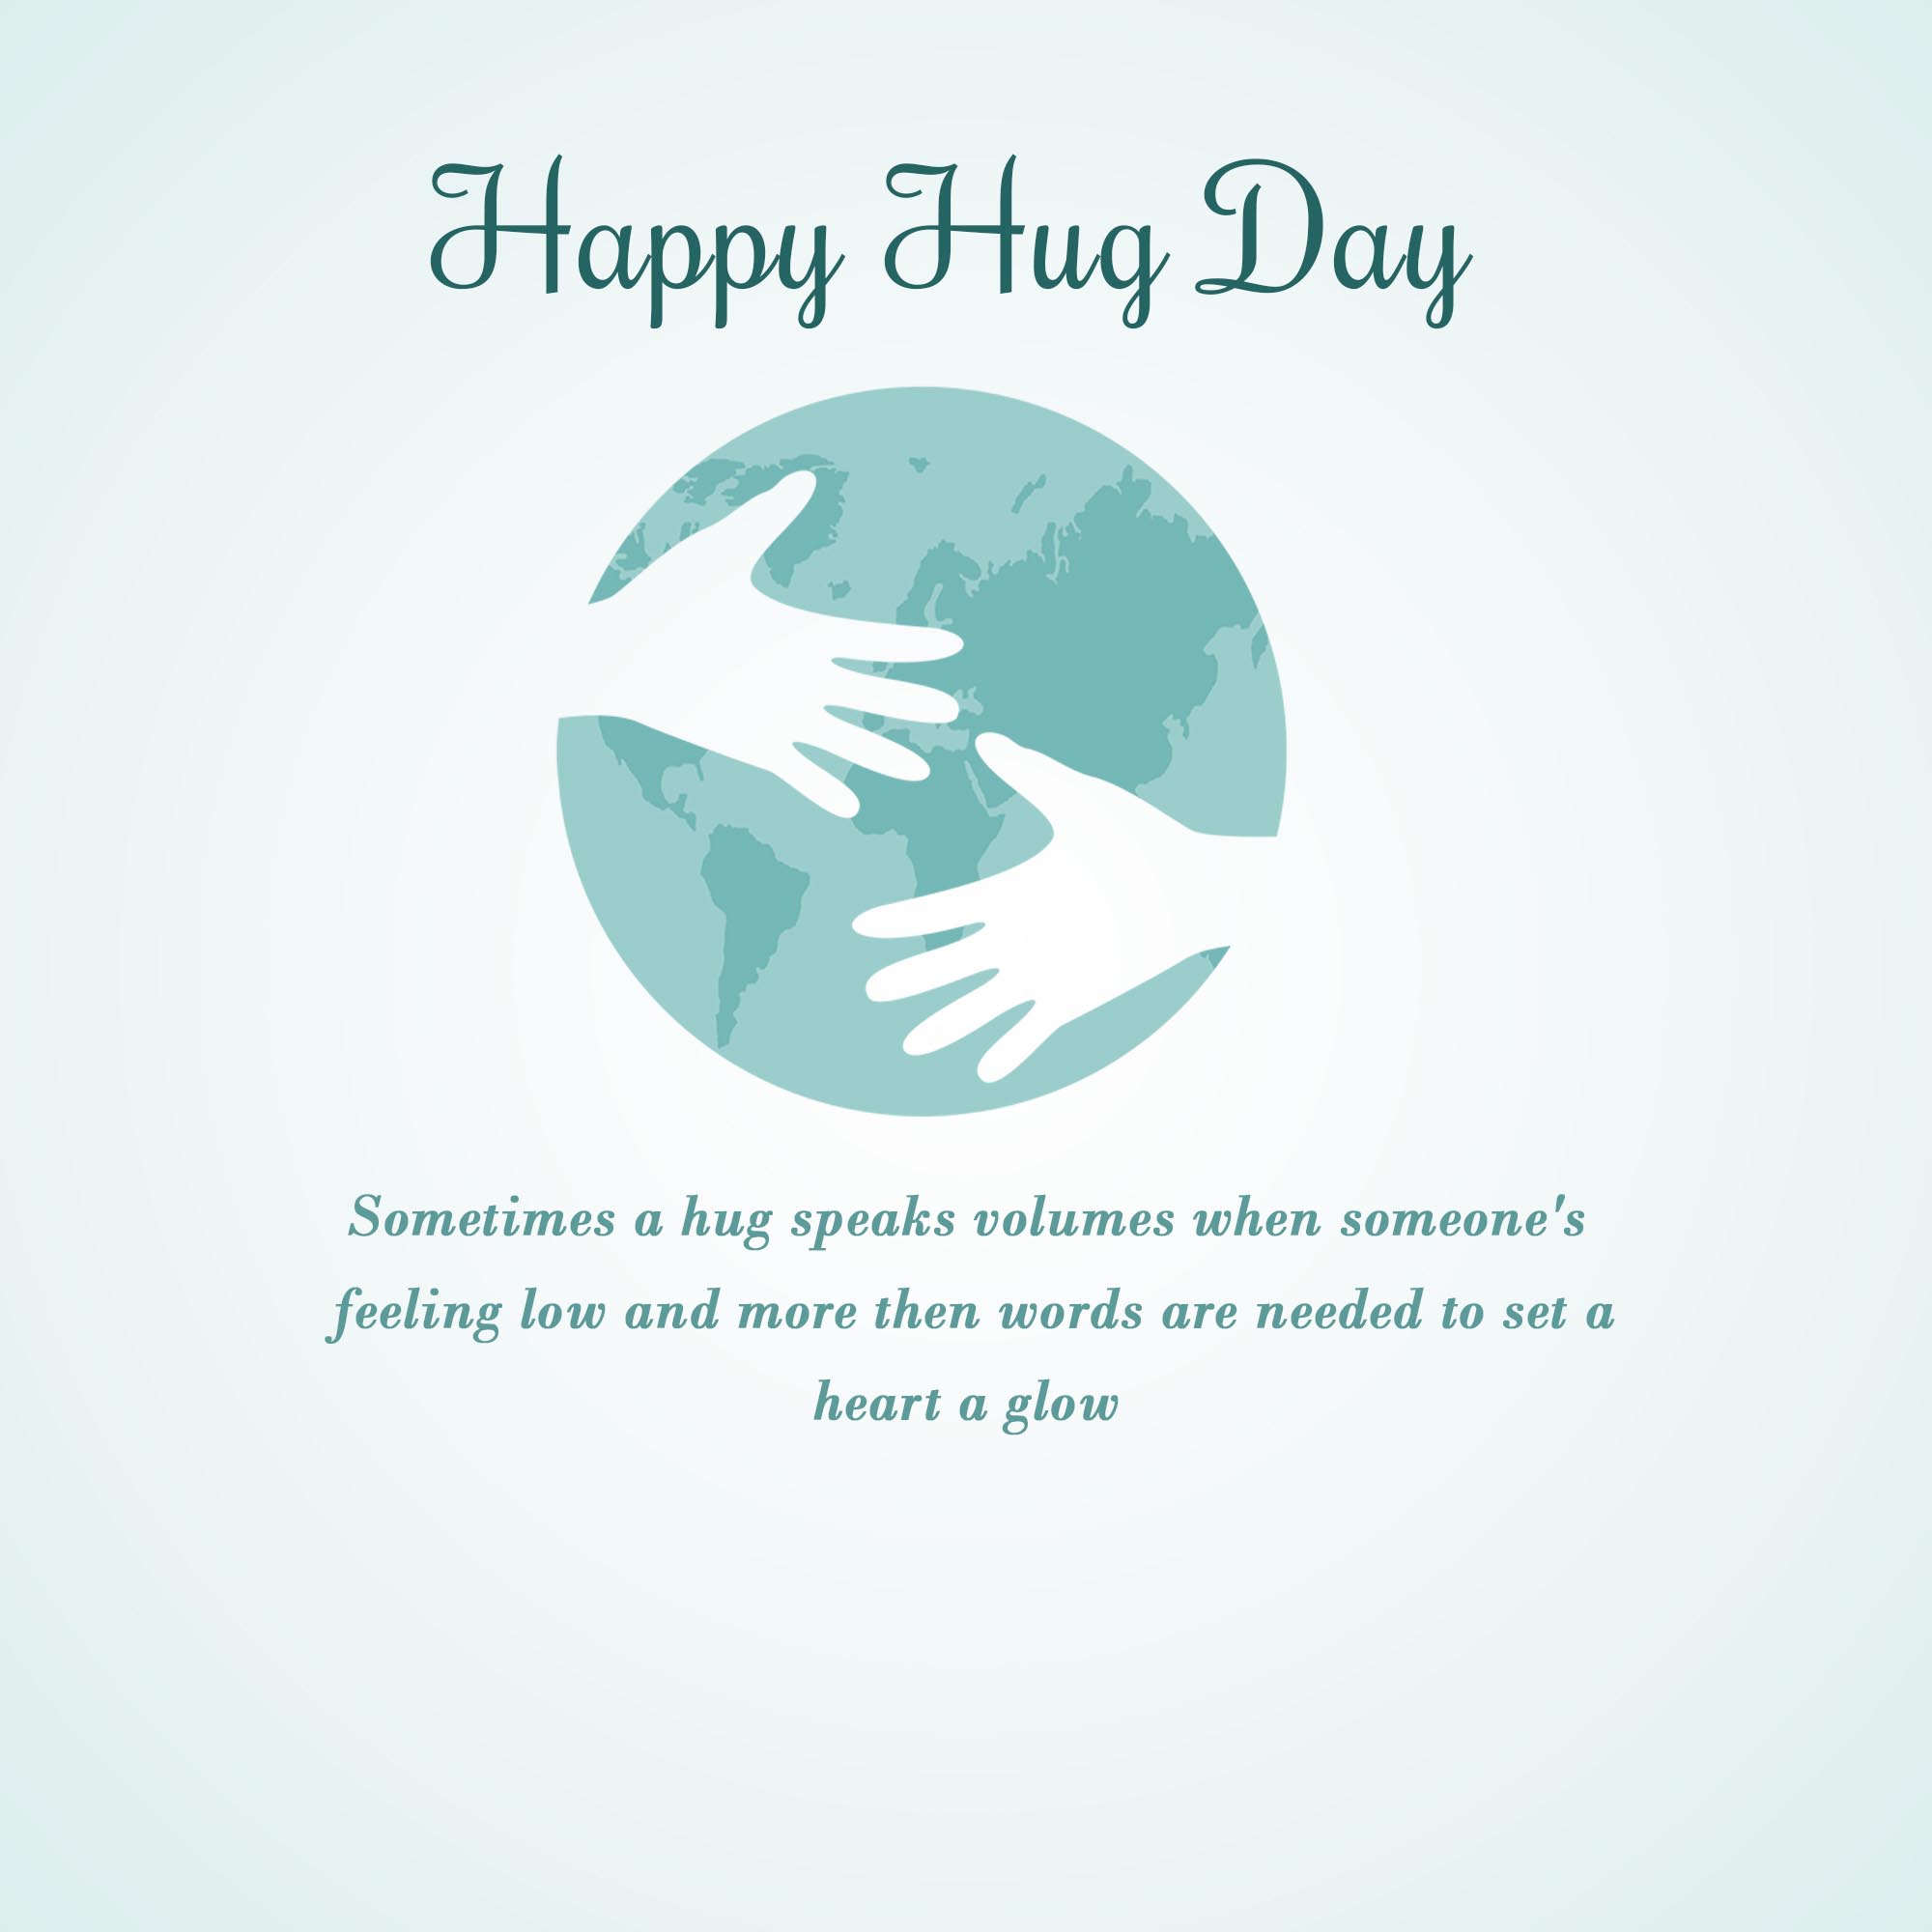 Happy Hug Day
Sometimes a hug speaks volumes when someone's
feeling low and more then words are needed to set a
heart a glow